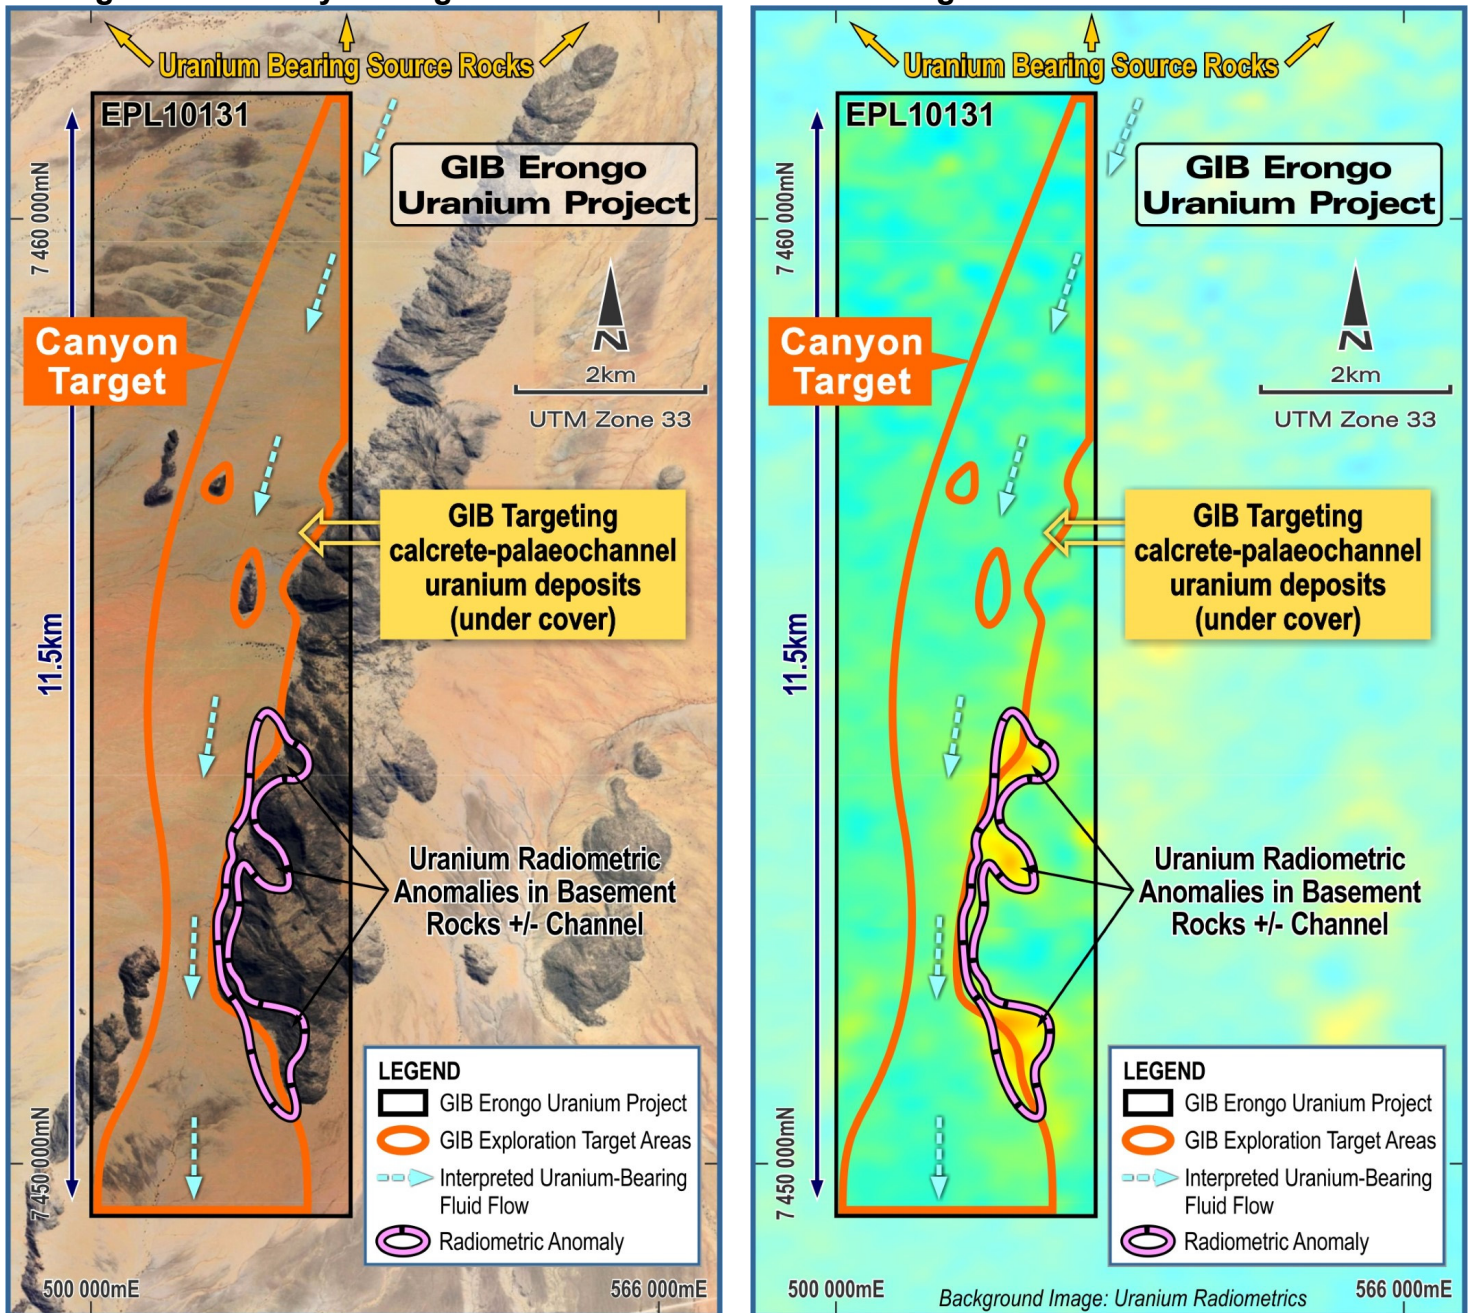 Uranium Bearing Source Rocks
EPL10131
GIB Erongo
Uranium Project
7 460 000mN
N
Canyon
Target
2km
UTM Zone 33
GIB Targeting
calcrete-palaeochannel
uranium deposits
(under cover)
11.5km
Uranium Radiometric
Anomalies in Basement
Rocks +/- Channel
LEGEND
GIB Erongo Uranium Project
GIB Exploration Target Areas
Interpreted Uranium-Bearing
Fluid Flow
Radiometric Anomaly
7 450 000mN
500 000mE
566 000mE
Uranium Bearing Source Rocks
EPL10131
GIB Erongo
Uranium Project
7 460 000mN
N
Canyon
Target
2km
UTM Zone 33
GIB Targeting
calcrete-palaeochannel
uranium deposits
(under cover)
11.5km
Uranium Radiometric
Anomalies in Basement
Rocks +/- Channel
LEGEND
GIB Erongo Uranium Project
GIB Exploration Target Areas
Interpreted Uranium-Bearing
Fluid Flow
Radiometric Anomaly
7 450 000mN
500 000mE
566 000mE
Background Image: Uranium Radiometrics